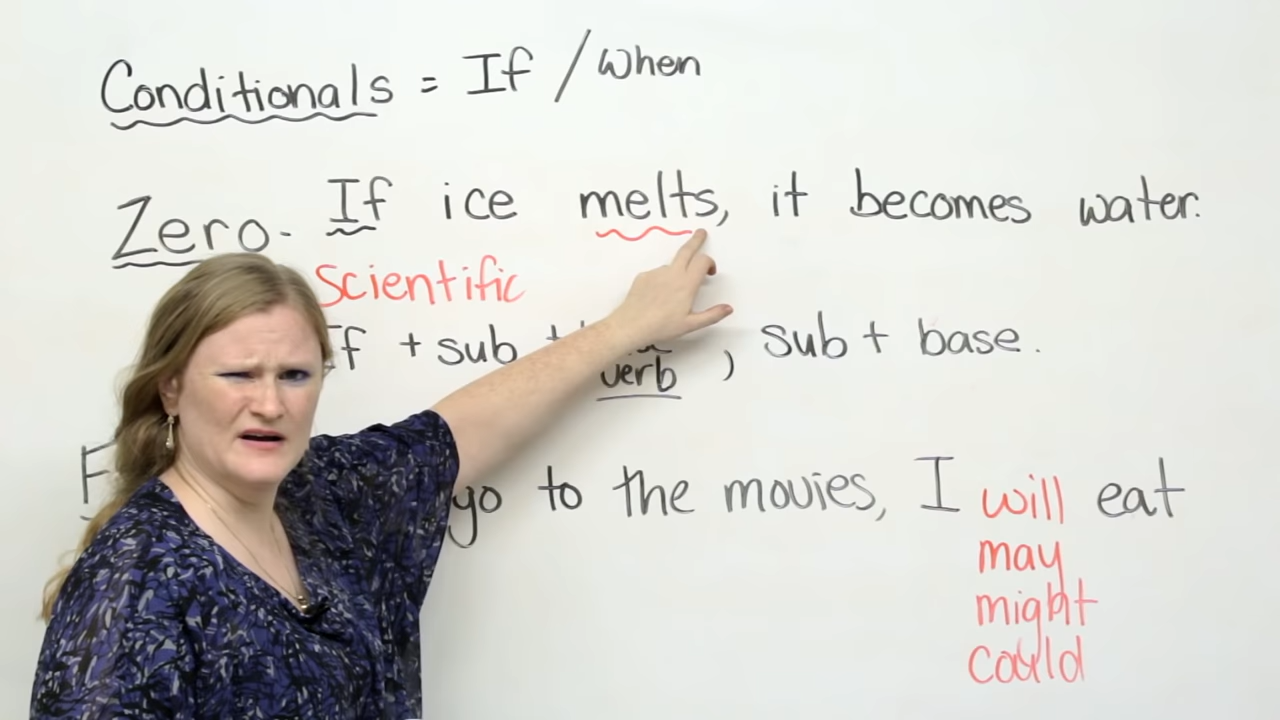 Conditionals = If / When
Zero. If ice melts, it becomes water.
Scientific
If + sub + verb , sub + base.
F go to the movies, I will eat
may
might
could